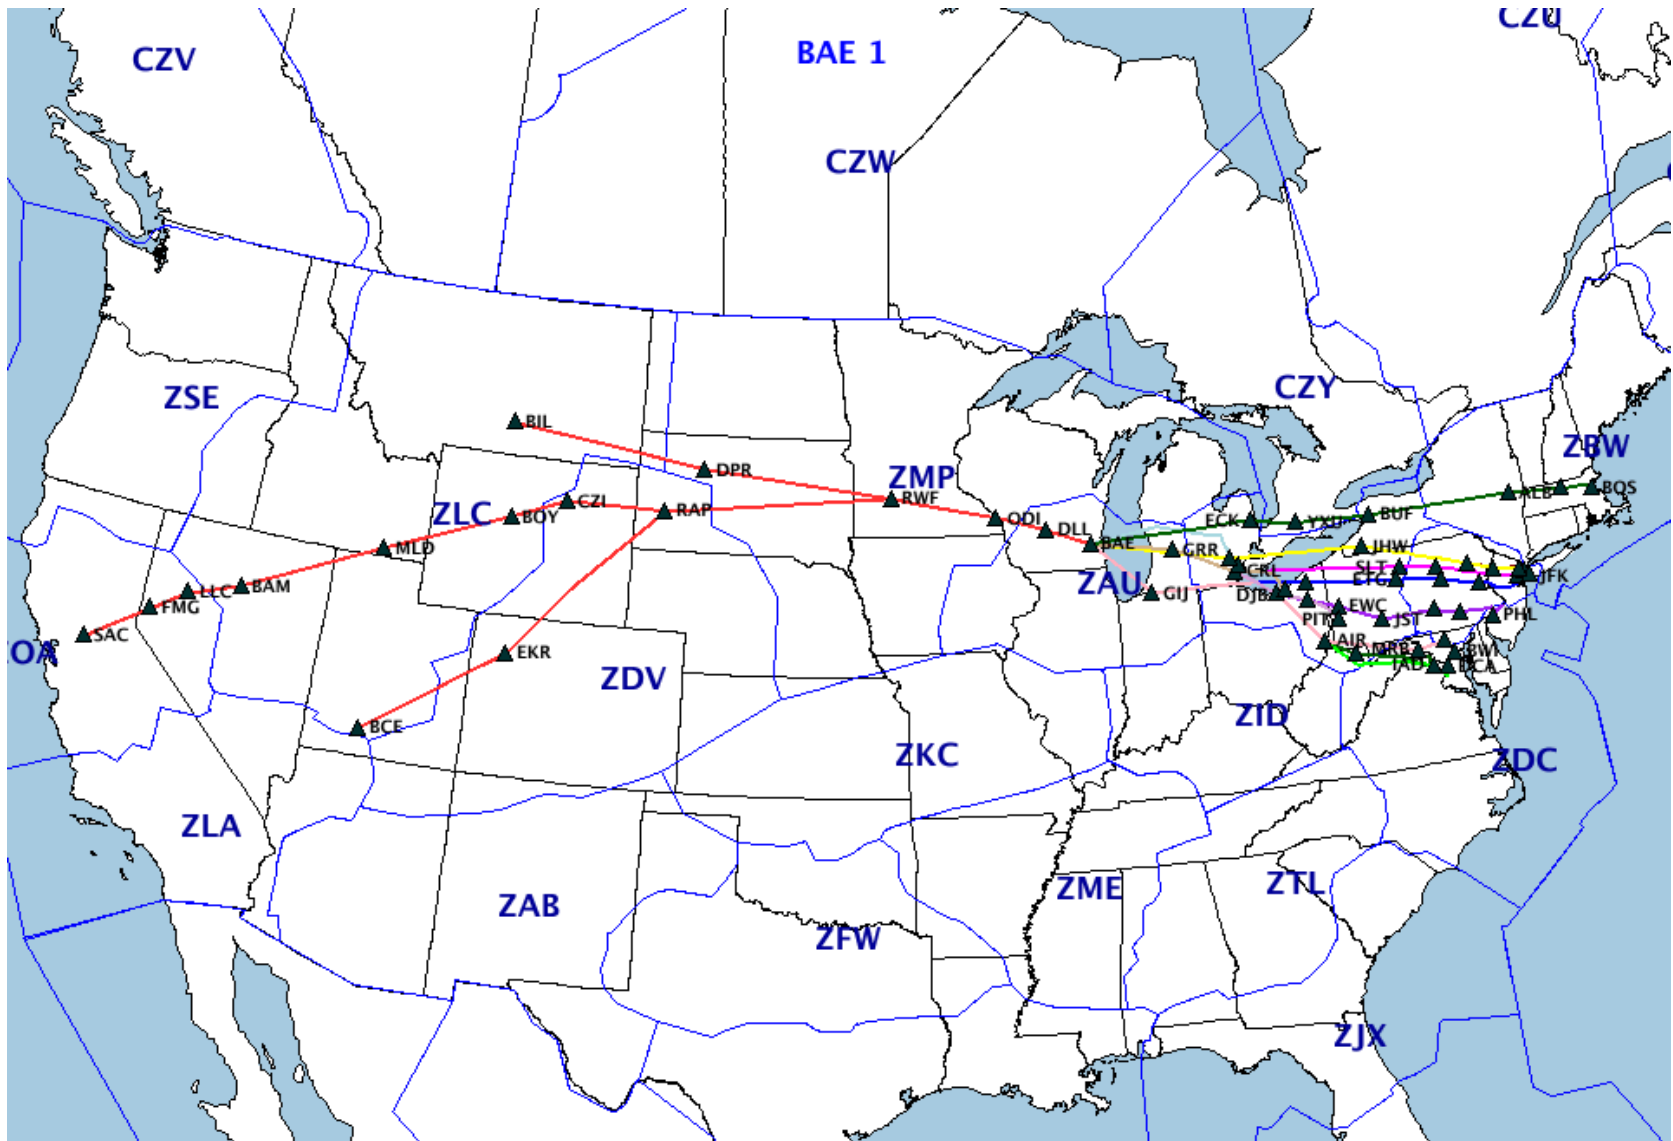 CZU
CZV
BAE 1
CZW
CZY
ZSE
BIL
ZBW
DPR
ZMP
RWF
ALB
BOS
CZI
ZLC
BOY
RAP
ODI
ECK
YXU
BUF
DLL
BAE
MLD
GRR
JHW
LLC
BAM
FMG
ZAU
GIJ
CRL
SLT
ETG
JFK
DJB
SAC
EWC
PIT
JST
PHL
OA
EKR
AIR
MRB
BWI
IAD
DCA
ZDV
BCE
ZID
ZKC
ZDC
ZLA
ZAB
ZME
ZTL
ZFW
ZJX